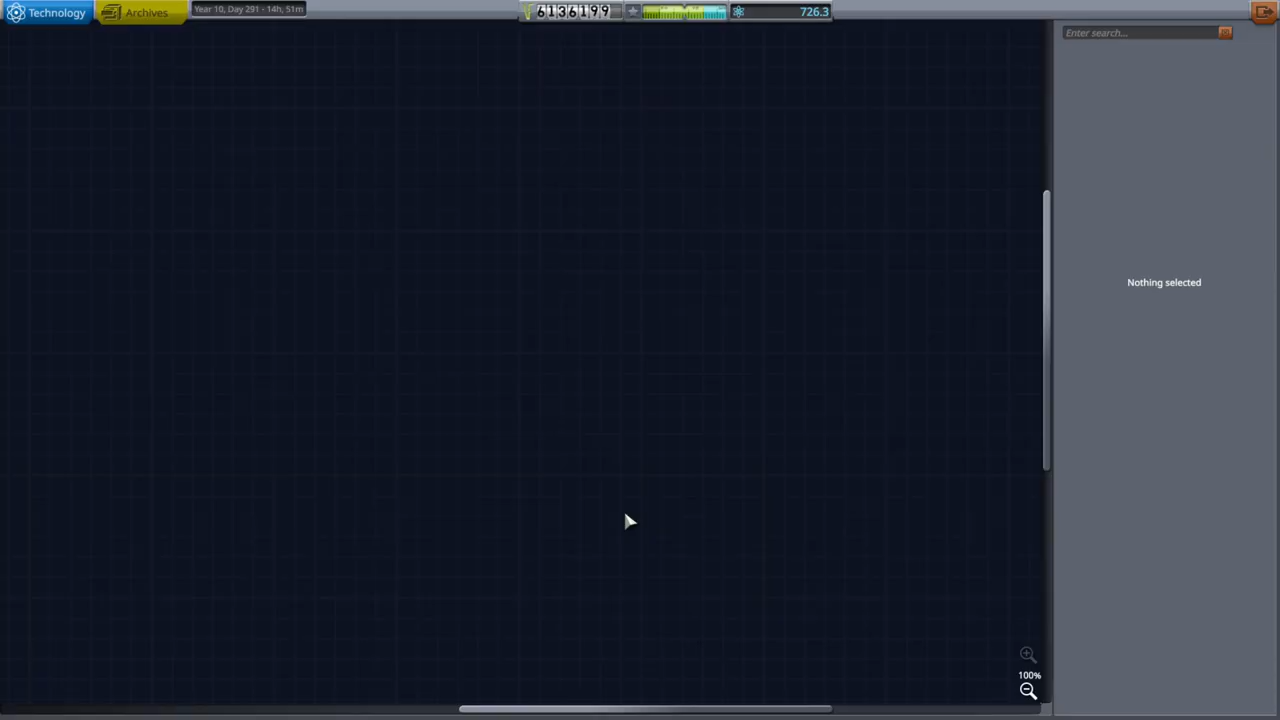 Technology
Archives
Year 10, Day 291 - 14h, 51m
6136199
726.3
Enter search...
Nothing selected
100%